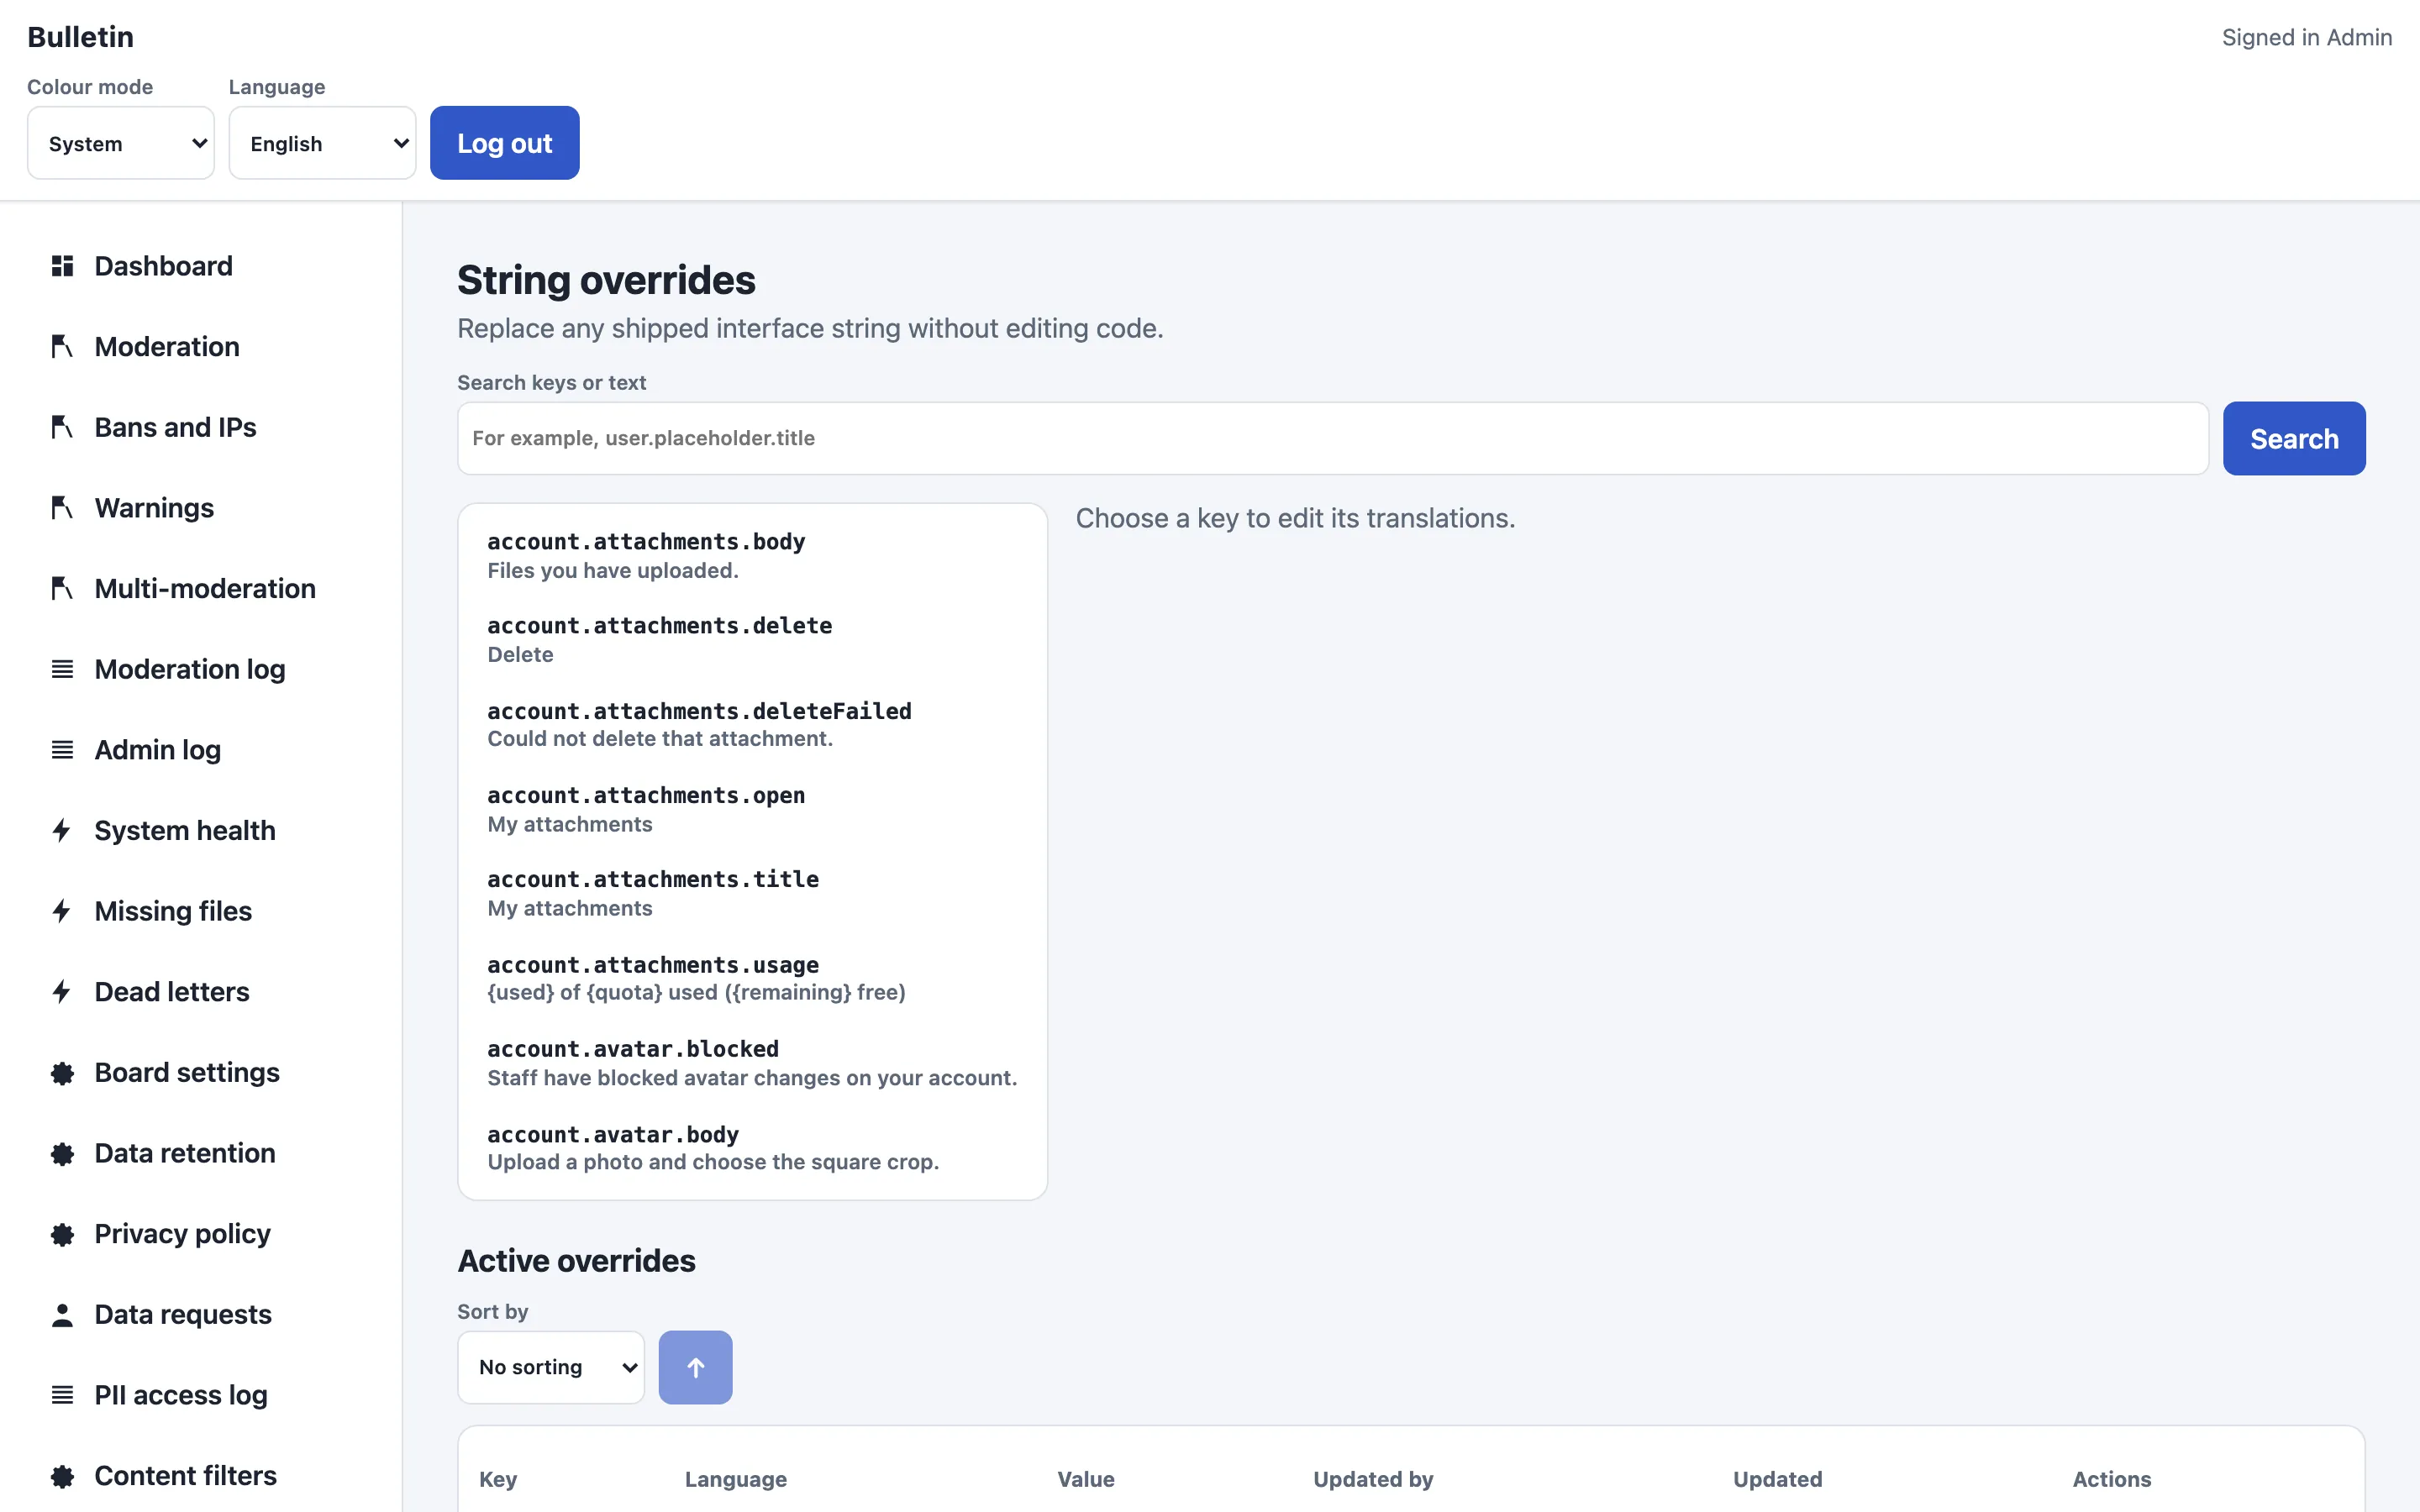 Bulletin
Signed in Admin
Colour mode
Language
System
English
Log out
Dashboard
Moderation
Bans and IPs
Warnings
Multi-moderation
Moderation log
Admin log
System health
Missing files
Dead letters
Board settings
Data retention
Privacy policy
Data requests
PII access log
Content filters
String overrides
Replace any shipped interface string without editing code.
Search keys or text
For example, user.placeholder.title
Search
account.attachments.body
Files you have uploaded.
account.attachments.delete
Delete
account.attachments.deleteFailed
Could not delete that attachment.
account.attachments.open
My attachments
account.attachments.title
My attachments
account.attachments.usage
{used} of {quota} used ({remaining} free)
account.avatar.blocked
Staff have blocked avatar changes on your account.
account.avatar.body
Upload a photo and choose the square crop.
Choose a key to edit its translations.
Active overrides
Sort by
No sorting
Key Language Value Updated by Updated Actions